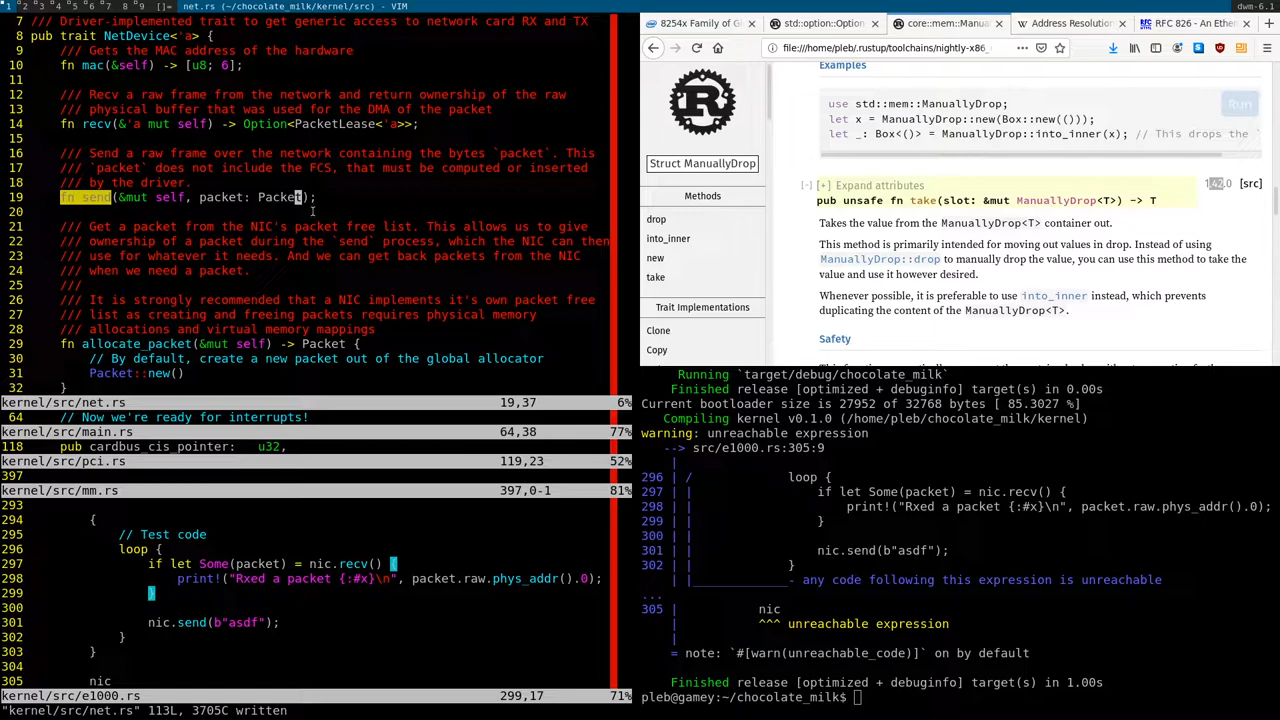 1 2 3 4 5 6 7 8 9 []= net.rs (~/chocolate_milk/kernel/src) - VIM
dwm-6.1
7 /// Driver-implemented trait to get generic access to network card RX and TX
8 pub trait NetDevice<'a> {
9 /// Gets the MAC address of the hardware
10 fn mac(&self) -> [u8; 6];
11
12 /// Recv a raw frame from the network and return ownership of the raw
13 /// physical buffer that was used for the DMA of the packet
14 fn recv(&'a mut self) -> Option<PacketLease<'a>>;
15
16 /// Send a raw frame over the network containing the bytes `packet`. This
17 /// `packet` does not include the FCS, that must be computed or inserted
18 /// by the driver.
19 fn send(&mut self, packet: Packet);
20
21 /// Get a packet from the NIC's packet free list. This allows us to give
22 /// ownership of a packet during the `send` process, which the NIC can then
23 /// use for whatever it needs. And we can get back packets from the NIC
24 /// when we need a packet.
25 ///
26 /// It is strongly recommended that a NIC implements it's own packet free
27 /// list as creating and freeing packets requires physical memory
28 /// allocations and virtual memory mappings
29 fn allocate_packet(&mut self) -> Packet {
30 // By default, create a new packet out of the global allocator
31 Packet::new()
32 }
kernel/src/net.rs 19,37 6%
64 // Now we're ready for interrupts!
kernel/src/main.rs 64,38 77%
118 pub cardbus_cis_pointer: u32,
kernel/src/pci.rs 119,23 52%
397
kernel/src/mm.rs 397,0-1 81%
293
294 {
295 // Test code
296 loop {
297 if let Some(packet) = nic.recv() {
298 print!("Rxed a packet {:#x}\n", packet.raw.phys_addr().0);
299 }
300
301 nic.send(b"asdf");
302 }
303 }
304
305 nic
kernel/src/e1000.rs 299,17 71%
"kernel/src/net.rs" 113L, 3705C written
8254x Family of G
std::option::Option
core::mem::Manual
Address Resolution
RFC 826 - An Ether
file:///home/pleb/.rustup/toolchains/nightly-x86_
Struct ManuallyDrop
Methods
drop
into_inner
new
take
Trait Implementations
Clone
Copy
Examples
use std::mem::ManuallyDrop;
let x = ManuallyDrop::new(Box::new(()));
let _: Box<()> = ManuallyDrop::into_inner(x); // This drops the `
Run
[-] [+] Expand attributes 1.42.0 [src]
pub unsafe fn take(slot: &mut ManuallyDrop<T>) -> T
Takes the value from the ManuallyDrop<T> container out.
This method is primarily intended for moving out values in drop. Instead of using
ManuallyDrop::drop to manually drop the value, you can use this method to take the
value and use it however desired.
Whenever possible, it is preferable to use into_inner instead, which prevents
duplicating the content of the ManuallyDrop<T>.
Safety
Running `target/debug/chocolate_milk`
Finished release [optimized + debuginfo] target(s) in 0.00s
Current bootloader size is 27952 of 32768 bytes [ 85.3027 %]
Compiling kernel v0.1.0 (/home/pleb/chocolate_milk/kernel)
warning: unreachable expression
--> src/e1000.rs:305:9
|
296 | / loop {
297 | | if let Some(packet) = nic.recv() {
298 | | print!("Rxed a packet {:#x}\n", packet.raw.phys_addr().0);
299 | | }
300 | |
301 | | nic.send(b"asdf");
302 | | }
| |_____________- any code following this expression is unreachable
...
305 | nic
| ^^^ unreachable expression
|
= note: `#[warn(unreachable_code)]` on by default
Finished release [optimized + debuginfo] target(s) in 1.00s
pleb@gamey:~/chocolate_milk$